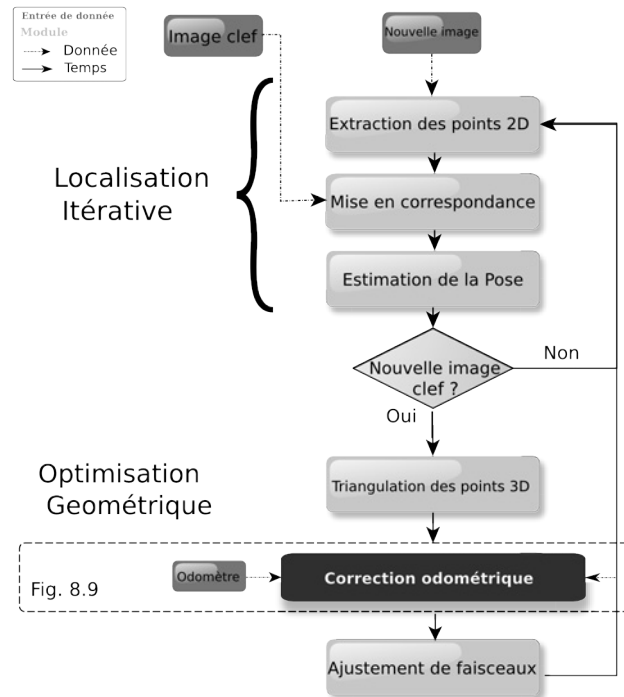 Entrée de donnée
Module
Donnée
Temps
Image clef
Nouvelle image
Extraction des points 2D
Localisation
Itérative
Mise en correspondance
Estimation de la Pose
Nouvelle image
clef ?
Non
Oui
Optimisation
Geométrique
Triangulation des points 3D
Odomètre
Correction odométrique
Fig. 8.9
Ajustement de faisceaux